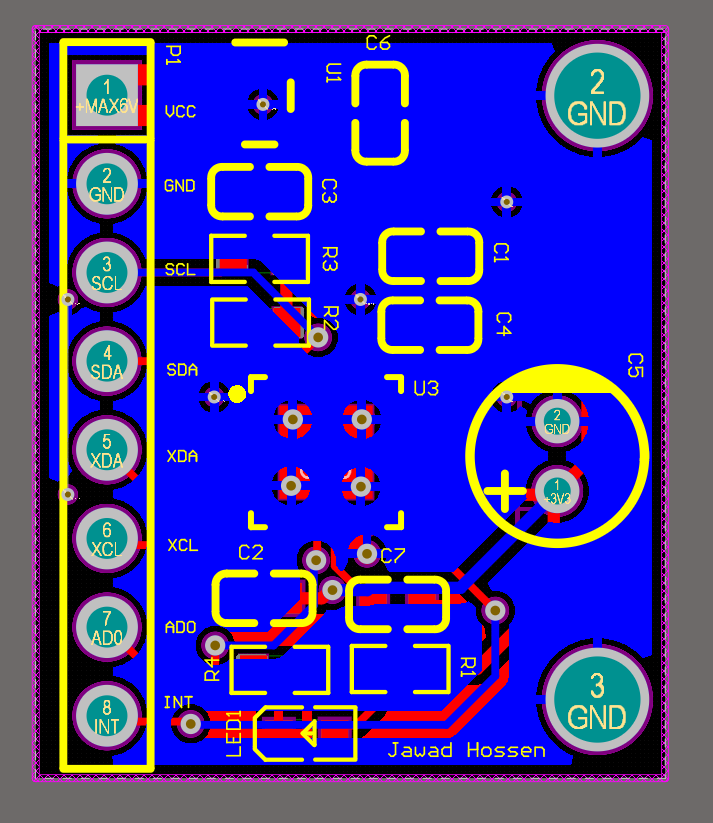 C6
P1
U1
1
+MAX6V
VCC
2
GND
2
GND
GND
C3
3
SCL
SCL
R3
C1
R2
C4
4
SDA
SDA
C5
U3
2
GND
5
XDA
XDA
1
+3V3
6
XCL
XCL
C2
C7
7
AD0
AD0
R4
R1
3
GND
8
INT
INT
LED1
Jawad Hossen